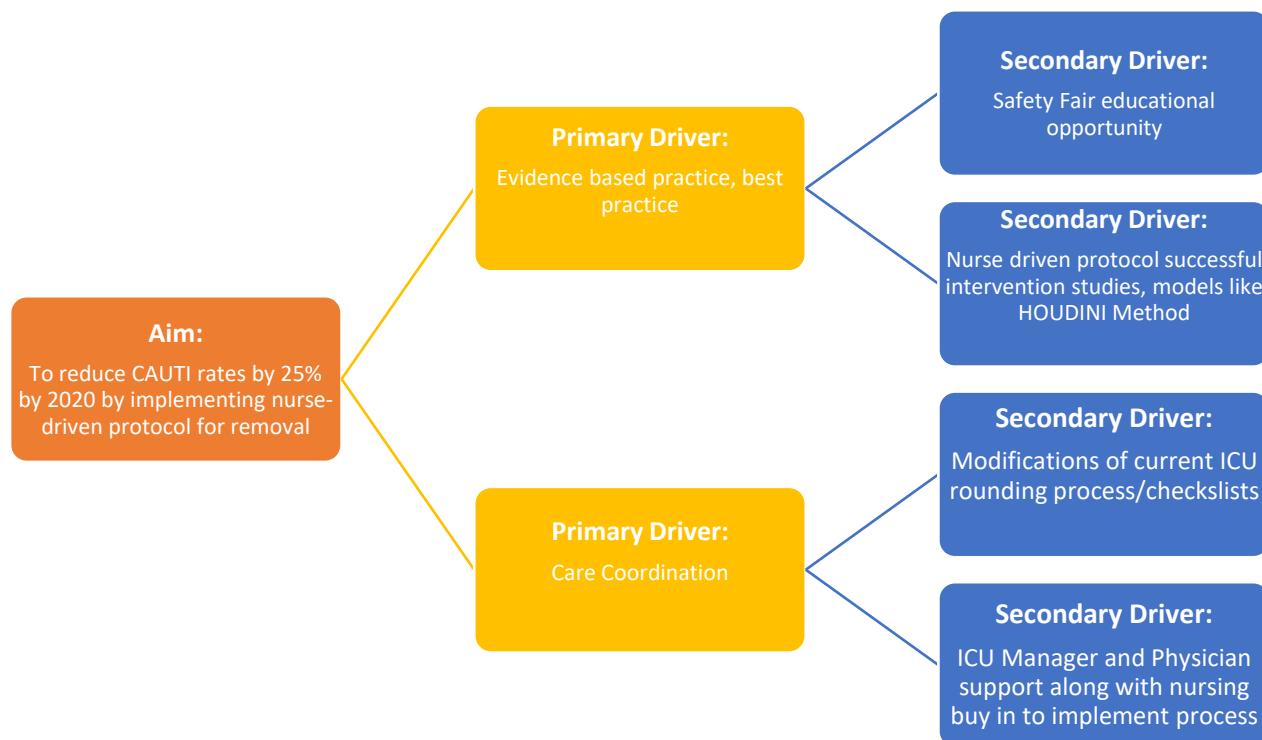 Aim:
To reduce CAUTI rates by 25%
by 2020 by implementing nurse-
driven protocol for removal
Primary Driver:
Evidence based practice, best
practice
Secondary Driver:
Safety Fair educational
opportunity
Secondary Driver:
Nurse driven protocol successful
intervention studies, models like
HOUDINI Method
Primary Driver:
Care Coordination
Secondary Driver:
Modifications of current ICU
rounding process/checkslists
Secondary Driver:
ICU Manager and Physician
support along with nursing
buy in to implement process